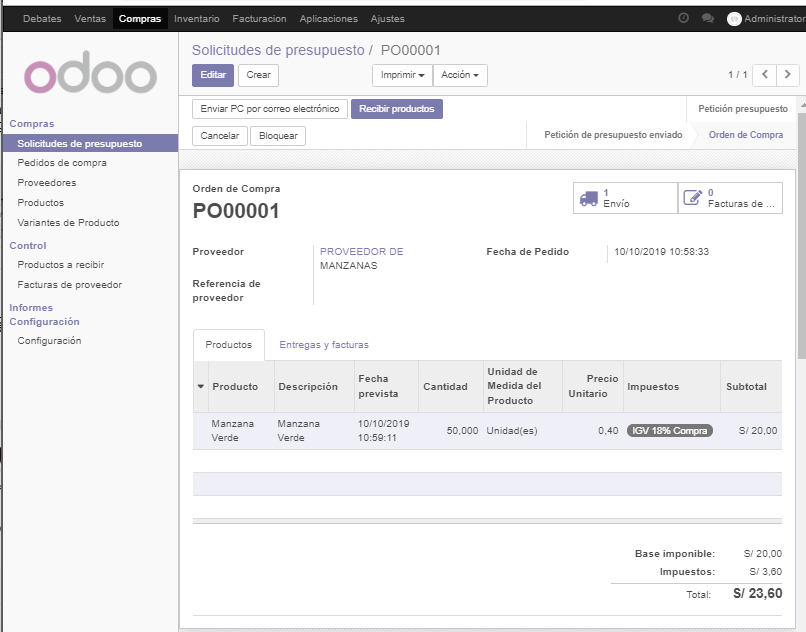 Debates Ventas Compras Inventario Facturacion Aplicaciones Ajustes Administrator
odoo
Solicitudes de presupuesto / PO00001
Editar Crear Imprimir Acción 1 / 1
Enviar PC por correo electrónico Recibir productos Petición presupuesto
Cancelar Bloquear Petición de presupuesto enviado Orden de Compra
Compras
Solicitudes de presupuesto
Pedidos de compra
Proveedores
Productos
Variantes de Producto
Control
Productos a recibir
Facturas de proveedor
Informes
Configuración
Configuración
Orden de Compra
PO00001
1
Envío
0
Facturas de ...
Proveedor PROVEEDOR DE
MANZANAS
Fecha de Pedido 10/10/2019 10:58:33
Referencia de
proveedor
Productos Entregas y facturas
Producto Descripción Fecha
prevista Cantidad Unidad de
Medida del
Producto Precio
Unitario Impuestos Subtotal
Manzana
Verde Manzana
Verde 10/10/2019
10:59:11 50,000 Unidad(es) 0,40 IGV 18% Compra S/ 20,00
Base imponible: S/ 20,00
Impuestos: S/ 3,60
Total: S/ 23,60